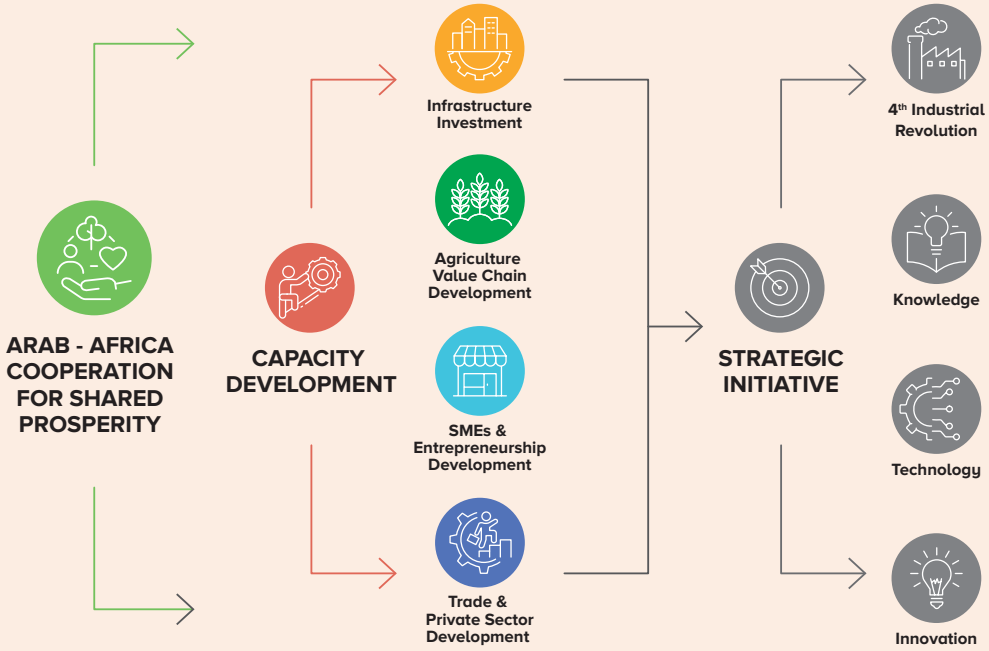 ARAB - AFRICA
COOPERATION
FOR SHARED
PROSPERITY
CAPACITY
DEVELOPMENT
Infrastructure
Investment
Agriculture
Value Chain
Development
SMEs &
Entrepreneurship
Development
Trade &
Private Sector
Development
STRATEGIC
INITIATIVE
4th Industrial
Revolution
Knowledge
Technology
Innovation